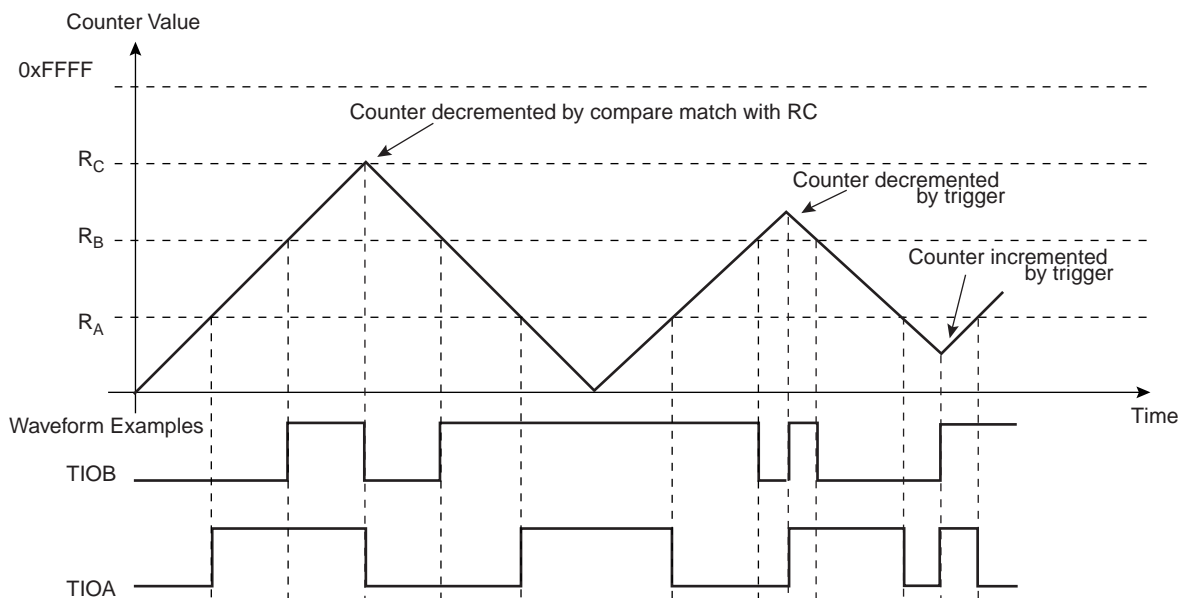 Counter Value
0xFFFF
Counter decremented by compare match with RC
RC
Counter decremented
by trigger
RB
Counter incremented
by trigger
RA
Time
Waveform Examples
TIOB
TIOA